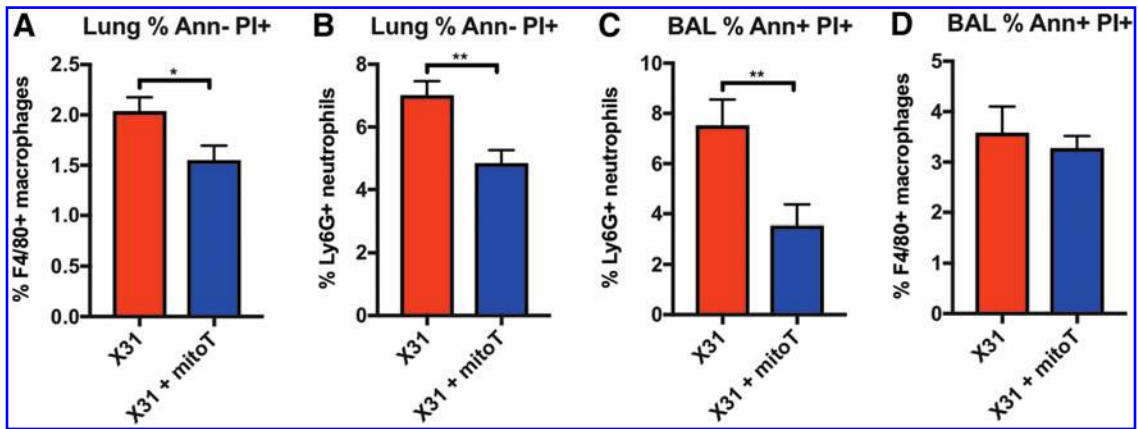 A Lung % Ann- PI+
% F4/80+ macrophages
2.5
2.0
1.5
1.0
0.5
0.0
*
X31
X31 + mitoT
B Lung % Ann- PI+
% Ly6G+ neutrophils
8
6
4
2
0
**
X31
X31 + mitoT
C BAL % Ann+ PI+
% Ly6G+ neutrophils
10
8
6
4
2
0
**
X31
X31 + mitoT
D BAL % Ann+ PI+
% F4/80+ macrophages
5
4
3
2
1
0
X31
X31 + mitoT